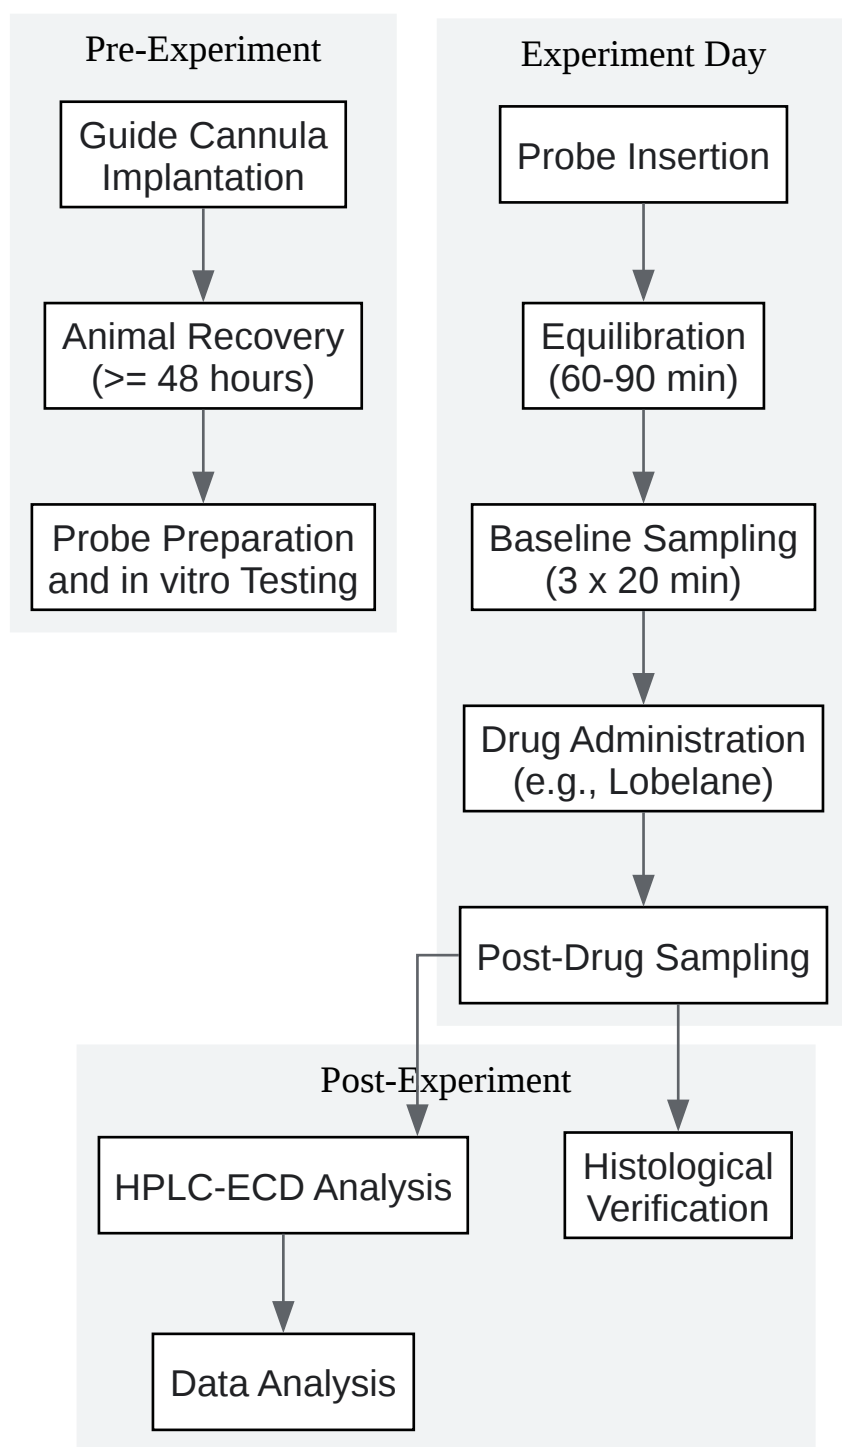 Pre-Experiment
Guide Cannula
Implantation
Animal Recovery
(>= 48 hours)
Probe Preparation
and in vitro Testing
Experiment Day
Probe Insertion
Equilibration
(60-90 min)
Baseline Sampling
(3 x 20 min)
Drug Administration
(e.g., Lobelane)
Post-Drug Sampling
Post-Experiment
HPLC-ECD Analysis
Histological
Verification
Data Analysis